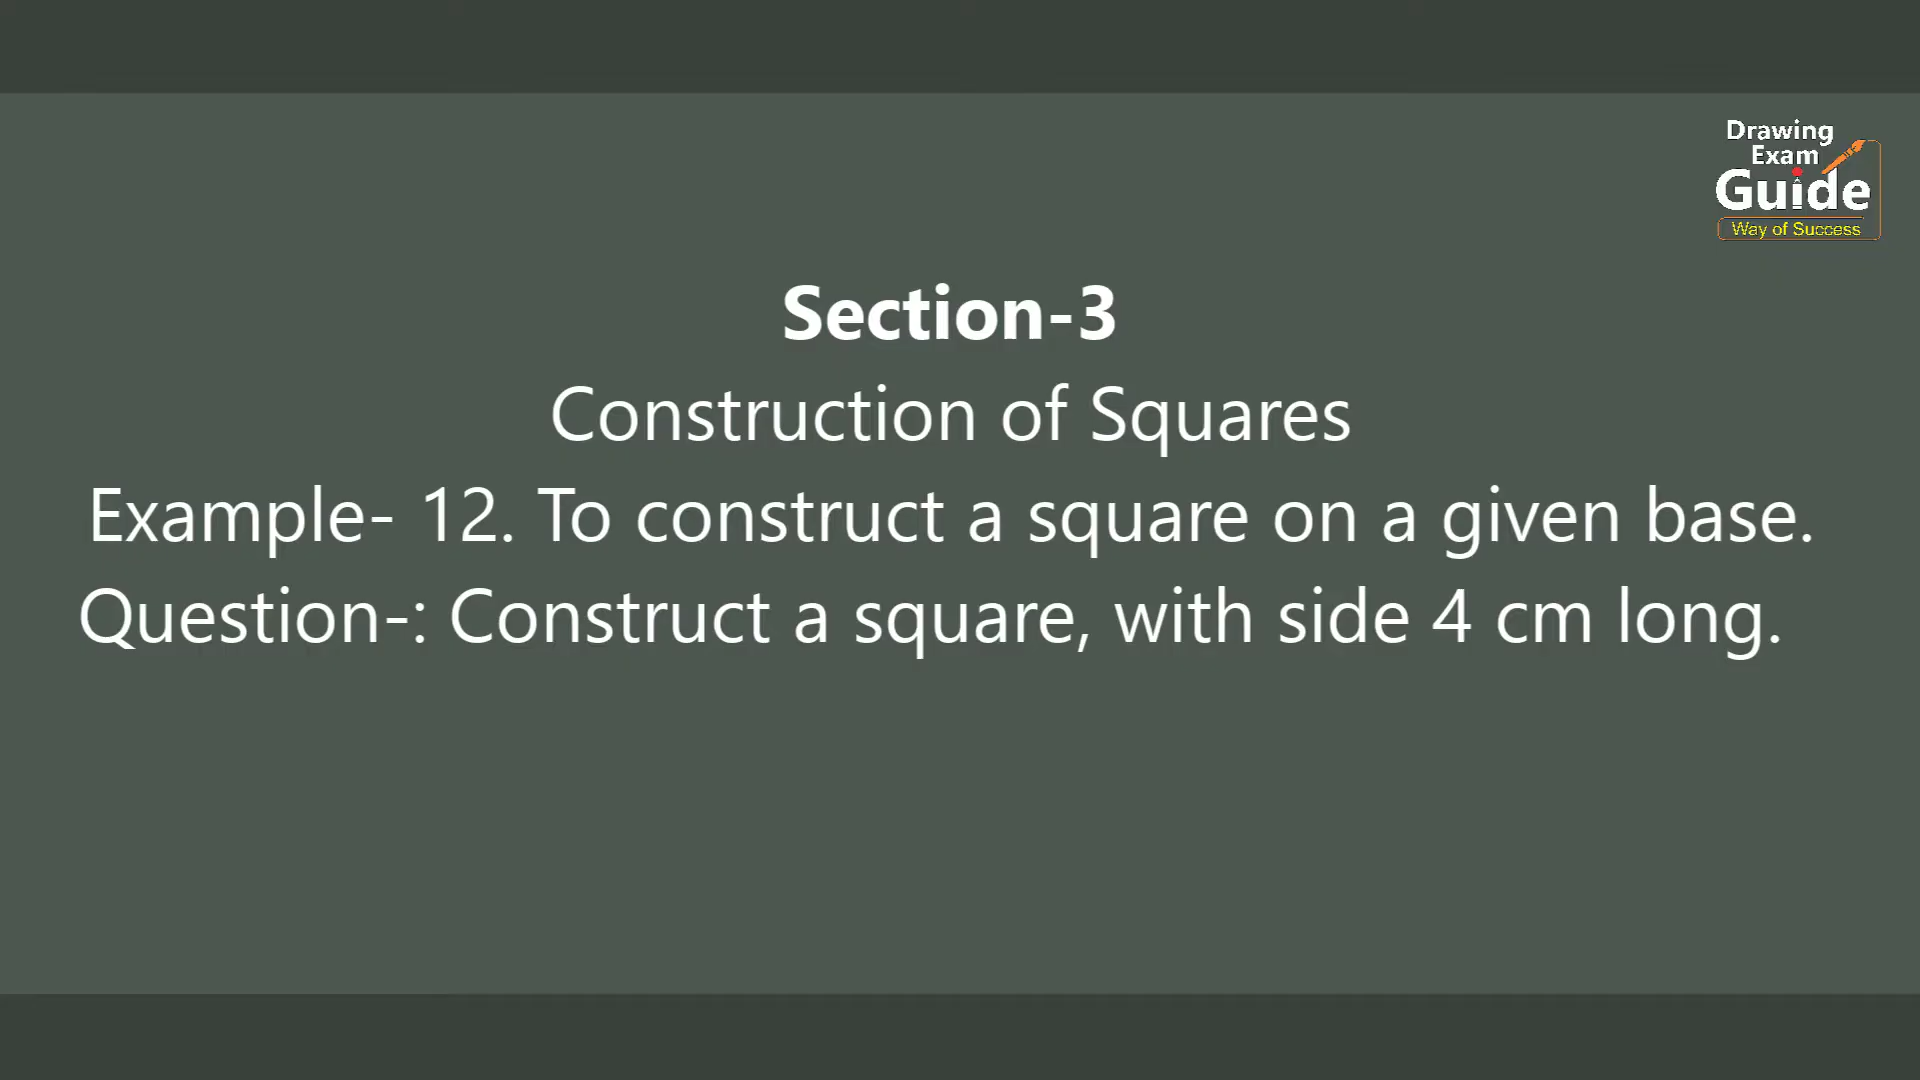 Drawing
Exam
Guide
Way of Success
Section-3
Construction of Squares
Example- 12. To construct a square on a given base.
Question-: Construct a square, with side 4 cm long.